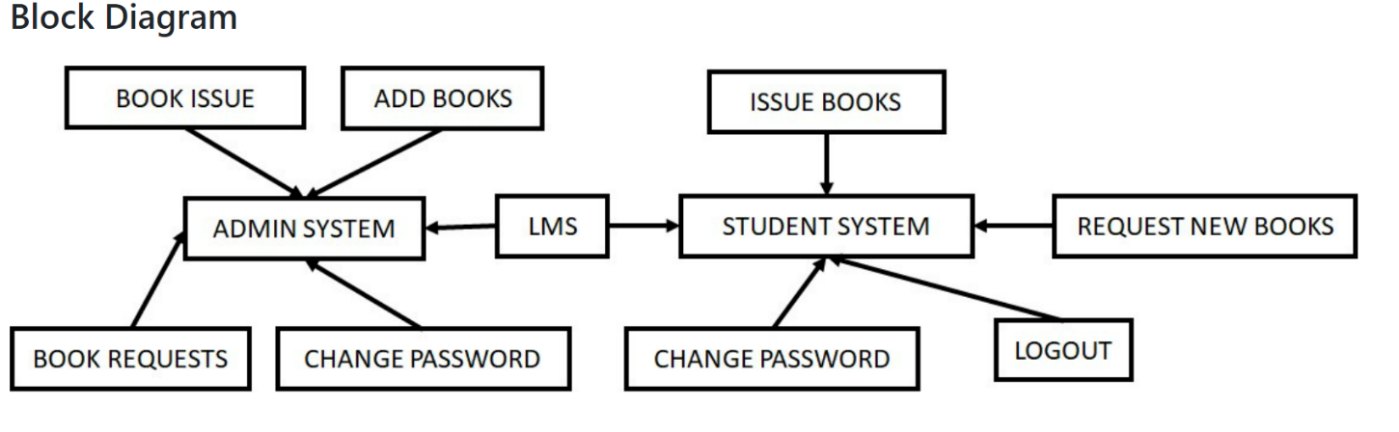 Block Diagram
BOOK ISSUE
ADD BOOKS
ISSUE BOOKS
ADMIN SYSTEM
LMS
STUDENT SYSTEM
REQUEST NEW BOOKS
BOOK REQUESTS
CHANGE PASSWORD
CHANGE PASSWORD
LOGOUT